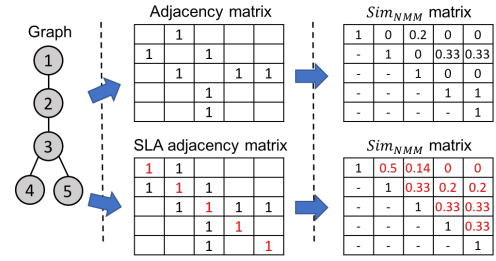 Graph
1
2
3
4 5
Adjacency matrix
1
1 1
1 1 1
1
1
Sim_NMM matrix
1 0 0.2 0 0
- 1 0 0.33 0.33
- - 1 0 0
- - - 1 1
- - - - 1
SLA adjacency matrix
1 1
1 1 1
1 1 1 1
1 1
1 1
Sim_NMM matrix
1 0.5 0.14 0 0
- 1 0.33 0.2 0.2
- - 1 0.33 0.33
- - - 1 0.33
- - - - 1